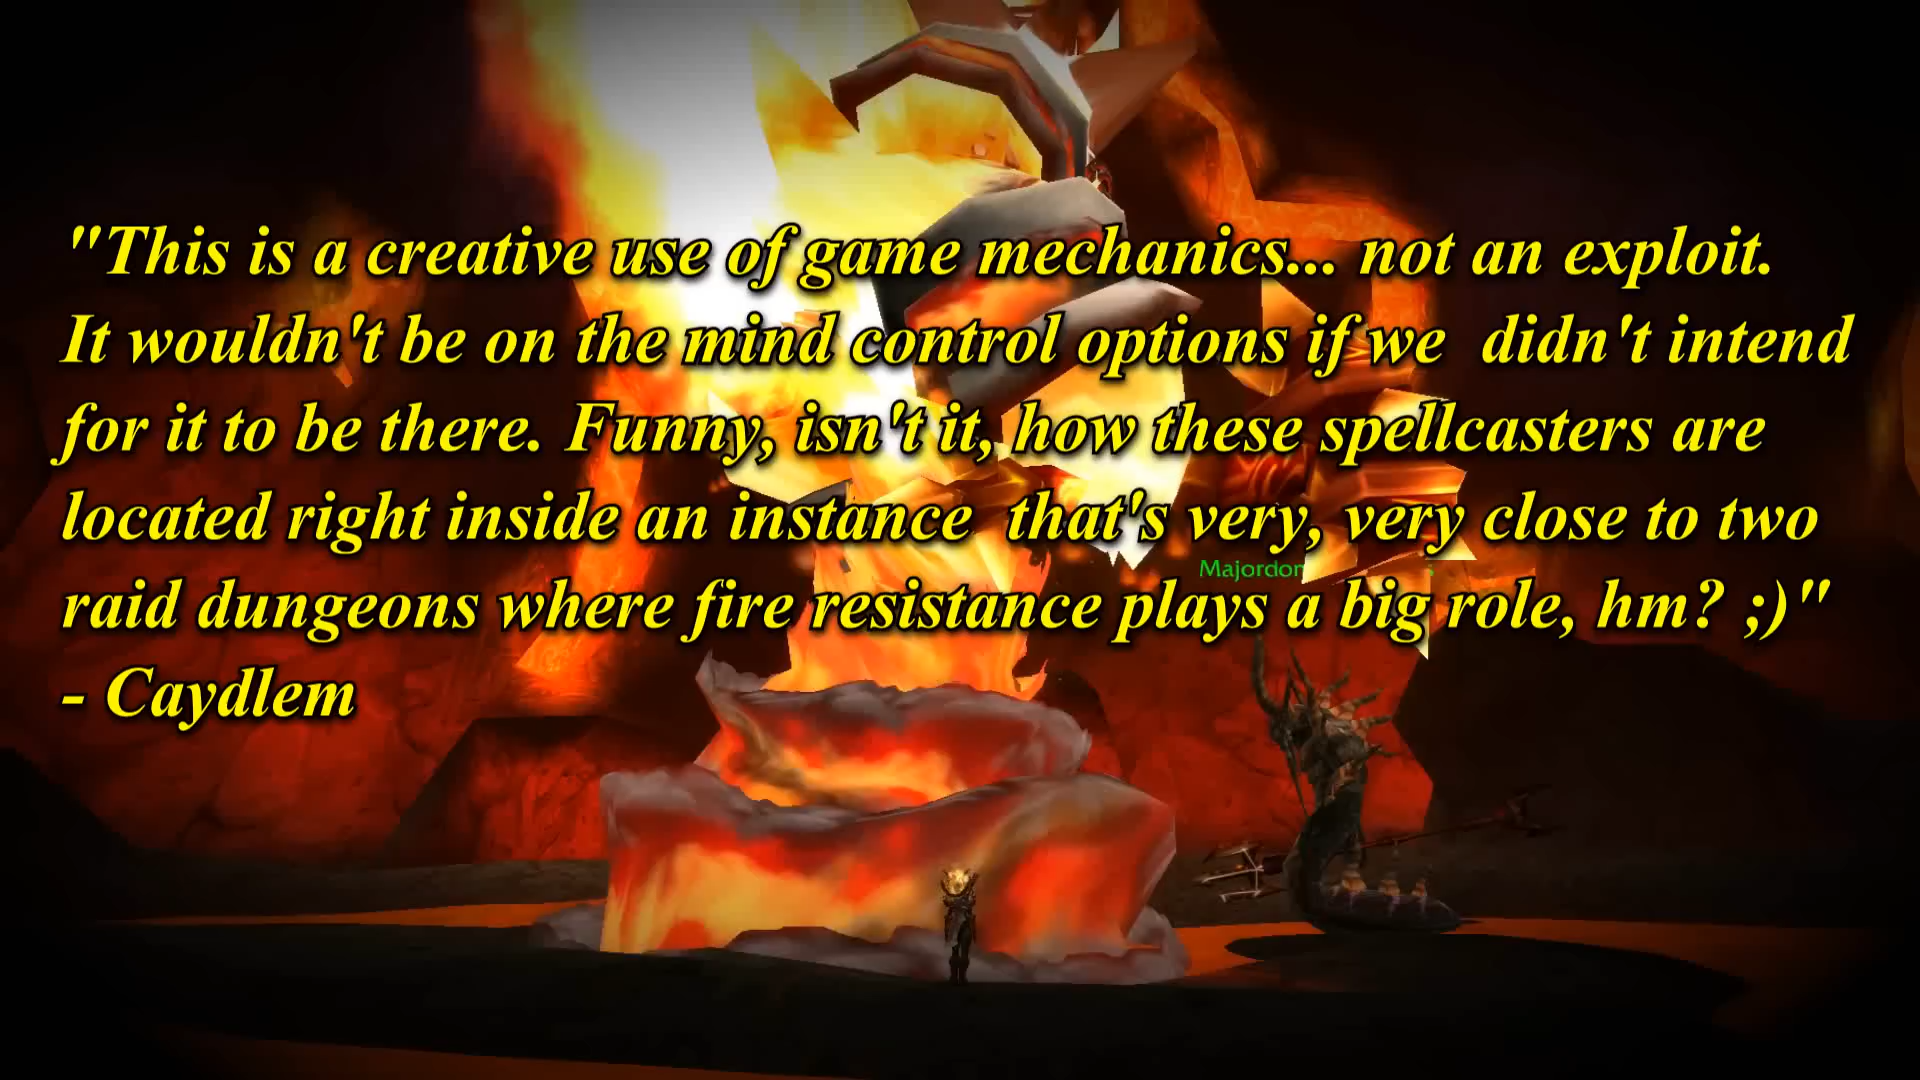 "This is a creative use of game mechanics... not an exploit.
It wouldn't be on the mind control options if we didn't intend
for it to be there. Funny, isn't it, how these spellcasters are
located right inside an instance that's very, very close to two
Majordon
raid dungeons where fire resistance plays a big role, hm? ;)"
- Caydlem